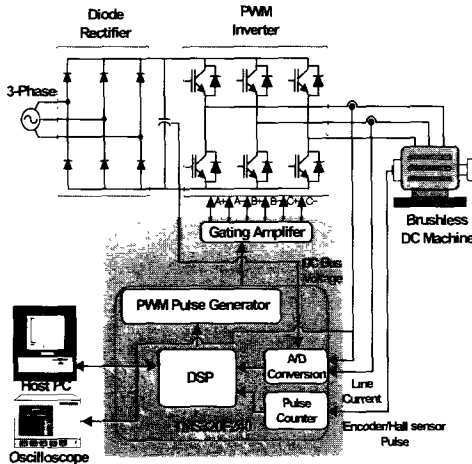 Diode
Rectifier
PWM
Inverter
3-Phase
A+ A- B+ B- C+ C-
Gating Amplifer
Brushless
DC Machine
DC Bus
Voltage
PWM Pulse Generator
DSP
A/D
Conversion
Pulse
Counter
Host PC
Line
Current
Encoder/Hall sensor
Pulse
Oscilloscope